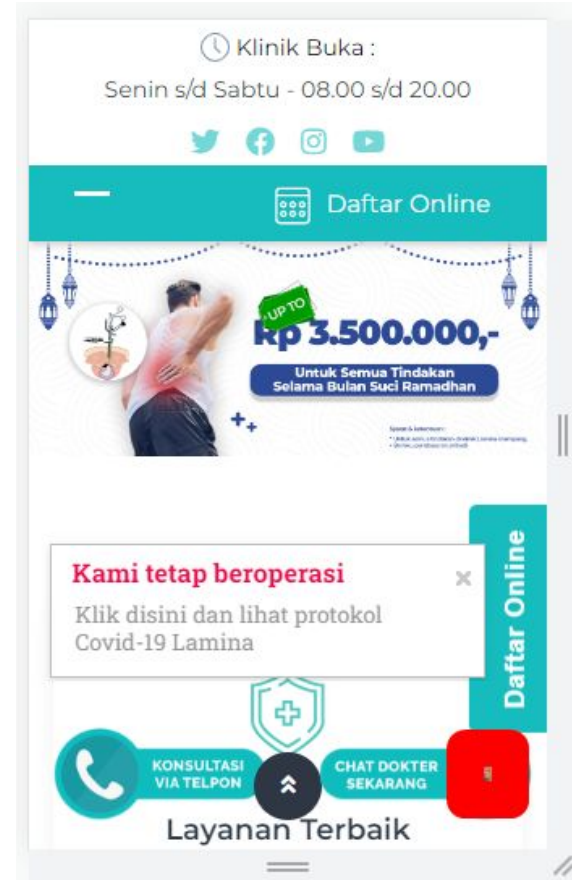 Klinik Buka :
Senin s/d Sabtu - 08.00 s/d 20.00
Daftar Online
UP TO
Rp 3.500.000,-
Untuk Semua Tindakan
Selama Bulan Suci Ramadhan
Kami tetap beroperasi
Klik disini dan lihat protokol
Covid-19 Lamina
Daftar Online
KONSULTASI
VIA TELPON
CHAT DOKTER
SEKARANG
Layanan Terbaik